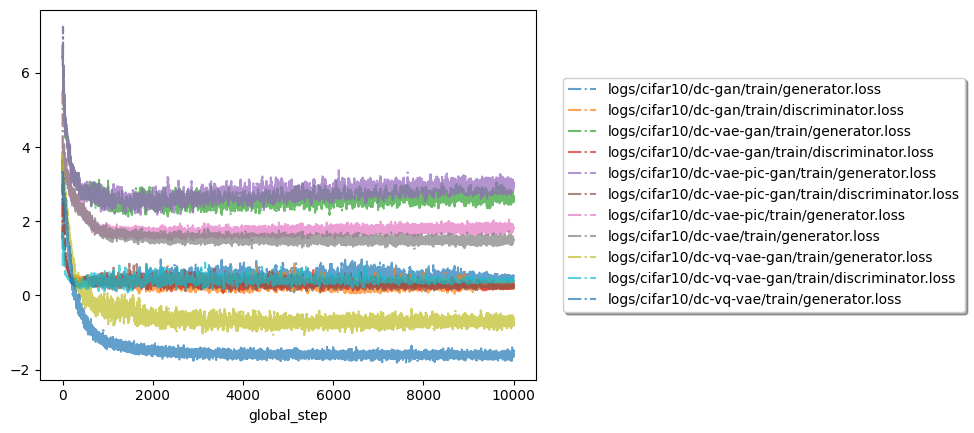 6
4
2
0
−2
0
2000
4000
6000
8000
10000
global_step
logs/cifar10/dc-gan/train/generator.loss
logs/cifar10/dc-gan/train/discriminator.loss
logs/cifar10/dc-vae-gan/train/generator.loss
logs/cifar10/dc-vae-gan/train/discriminator.loss
logs/cifar10/dc-vae-pic-gan/train/generator.loss
logs/cifar10/dc-vae-pic-gan/train/discriminator.loss
logs/cifar10/dc-vae-pic/train/generator.loss
logs/cifar10/dc-vae/train/generator.loss
logs/cifar10/dc-vq-vae-gan/train/generator.loss
logs/cifar10/dc-vq-vae-gan/train/discriminator.loss
logs/cifar10/dc-vq-vae/train/generator.loss